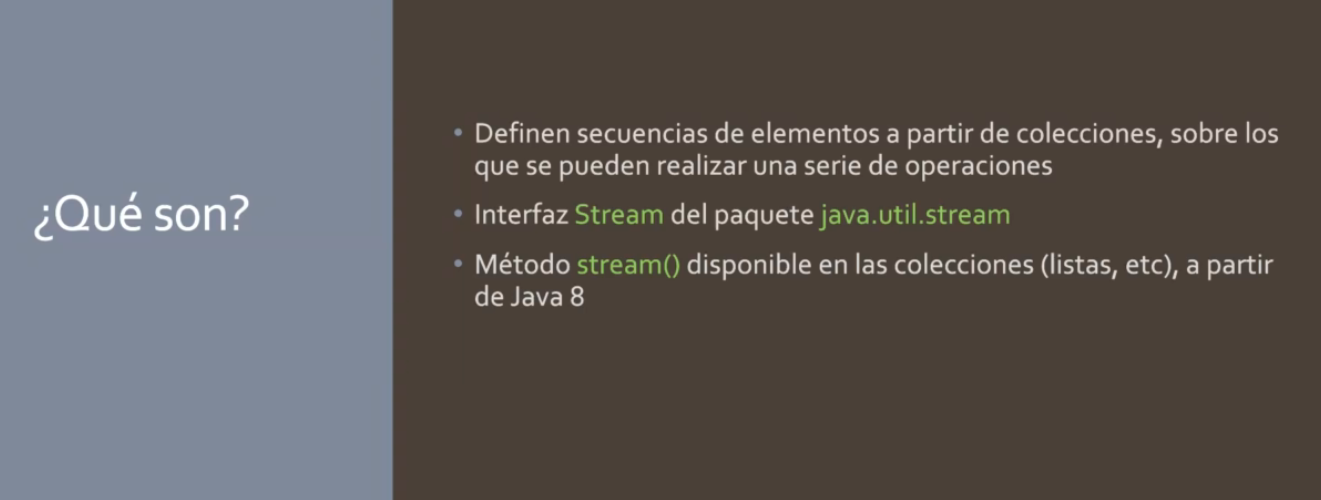 ¿Qué son?
• Definen secuencias de elementos a partir de colecciones, sobre los
que se pueden realizar una serie de operaciones
• Interfaz Stream del paquete java.util.stream
• Método stream() disponible en las colecciones (listas, etc), a partir
de Java 8